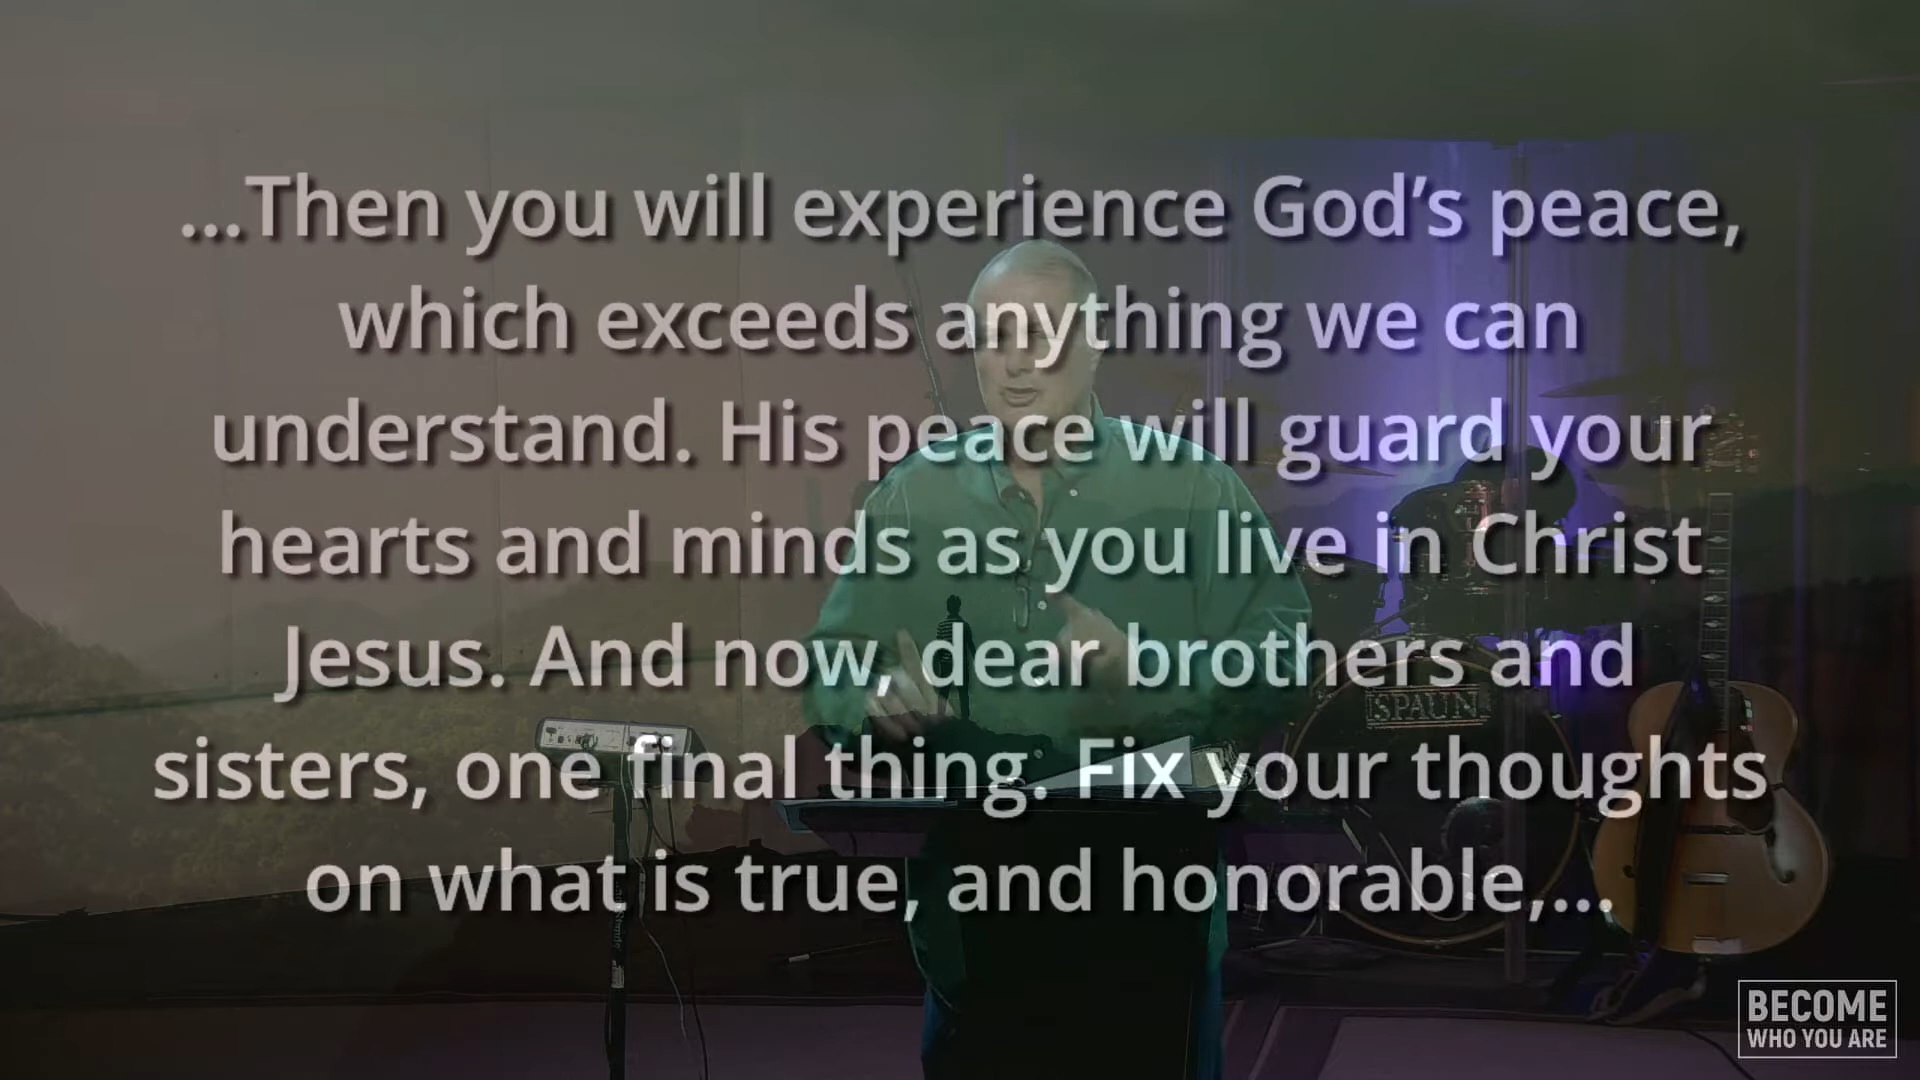 ...Then you will experience God’s peace,
which exceeds anything we can
understand. His peace will guard your
hearts and minds as you live in Christ
Jesus. And now, dear brothers and
sisters, one final thing. Fix your thoughts
on what is true, and honorable,...
SPAUN
BECOME
WHO YOU ARE